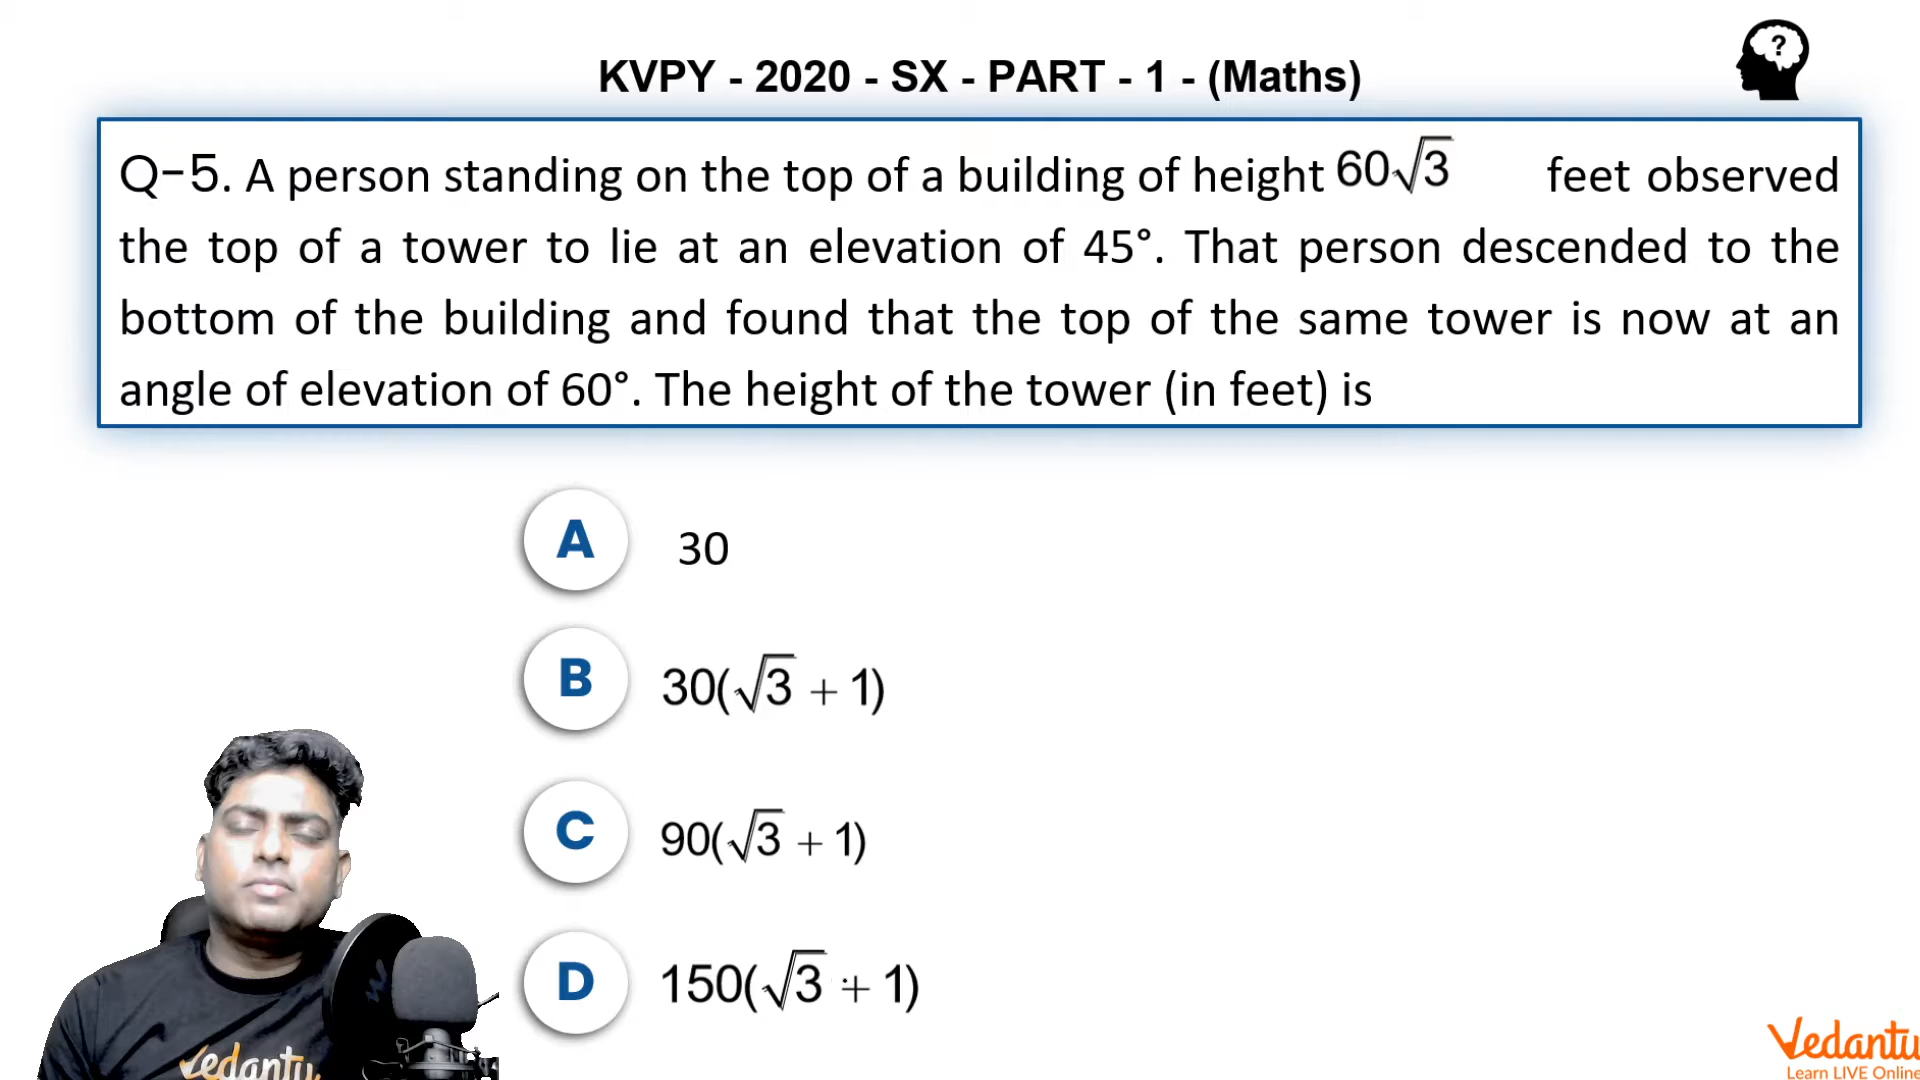 ?
KVPY - 2020 - SX - PART - 1 - (Maths)
Q-5. A person standing on the top of a building of height 60√3 feet observed
the top of a tower to lie at an elevation of 45°. That person descended to the
bottom of the building and found that the top of the same tower is now at an
angle of elevation of 60°. The height of the tower (in feet) is
A 30
B 30(√3 + 1)
C 90(√3 + 1)
D 150(√3 + 1)
Vedantu
Vedantu
Learn LIVE Online